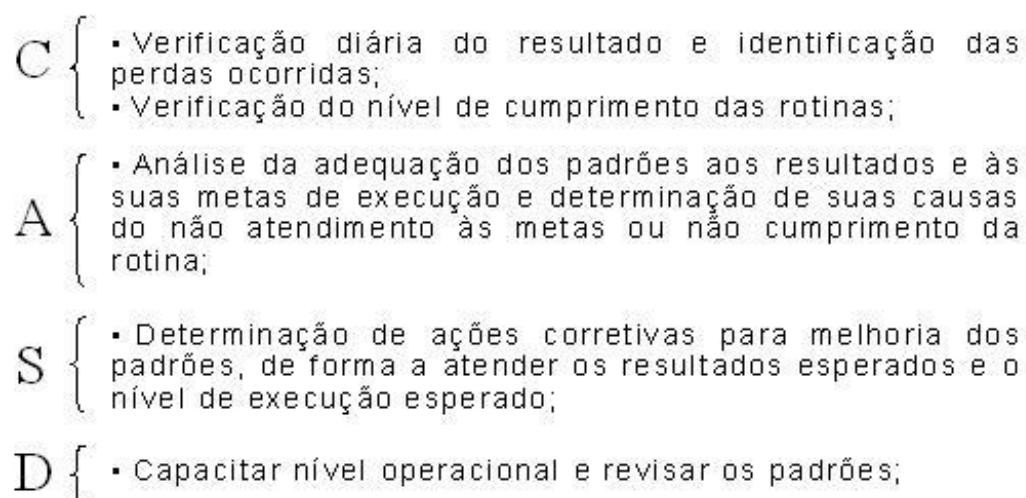 C
▪ Verificação diária do resultado e identificação das
perdas ocorridas;
▪ Verificação do nível de cumprimento das rotinas;
A
▪ Análise da adequação dos padrões aos resultados e às
suas metas de execução e determinação de suas causas
do não atendimento às metas ou não cumprimento da
rotina;
S
▪ Determinação de ações corretivas para melhoria dos
padrões, de forma a atender os resultados esperados e o
nível de execução esperado;
D
▪ Capacitar nível operacional e revisar os padrões;